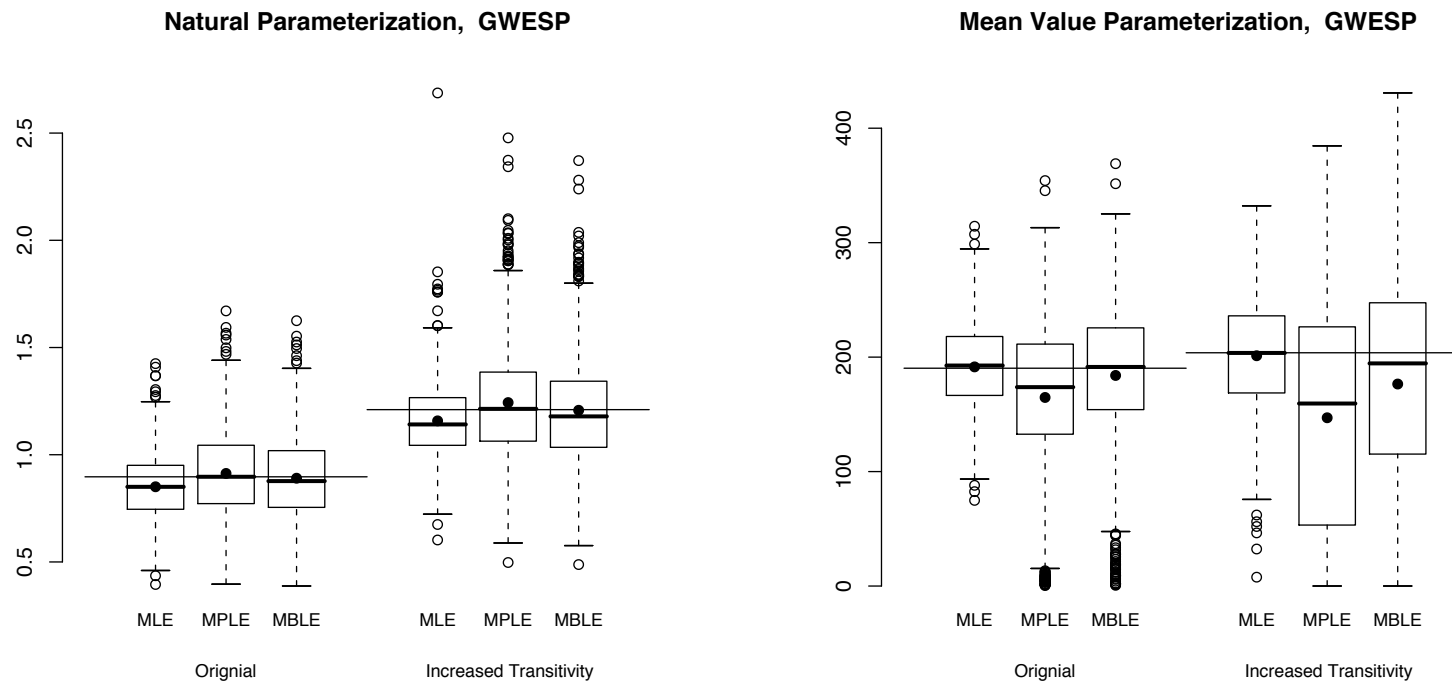 Natural Parameterization, GWESP
2.5
2.0
1.5
1.0
0.5
MLE MPLE MBLE MLE MPLE MBLE
Orignial Increased Transitivity
Mean Value Parameterization, GWESP
400
300
200
100
0
MLE MPLE MBLE MLE MPLE MBLE
Orignial Increased Transitivity